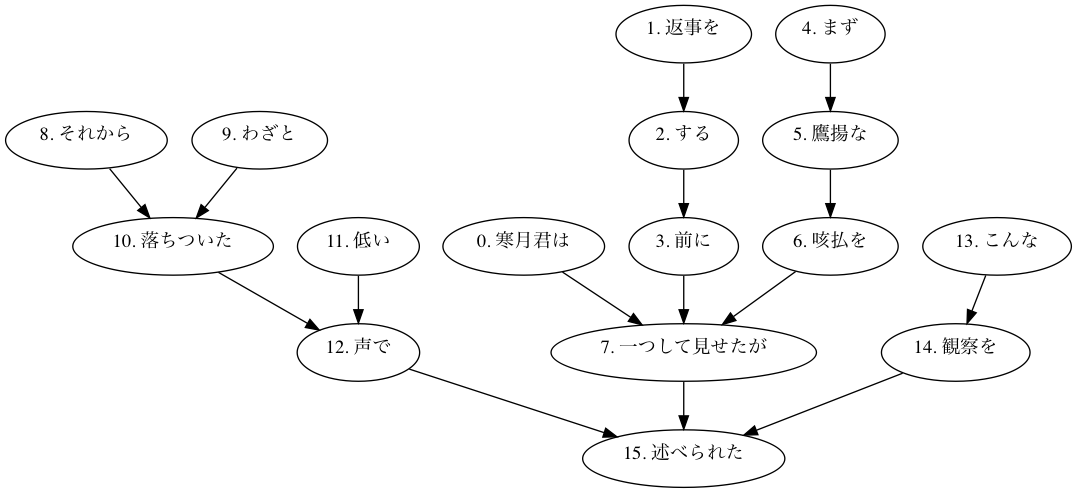 1. 返事を
4. まず
8. それから
9. わざと
2. する
5. 鷹揚な
10. 落ちついた
11. 低い
0. 寒月君は
3. 前に
6. 咳払を
13. こんな
12. 声で
7. 一つして見せたが
14. 観察を
15. 述べられた